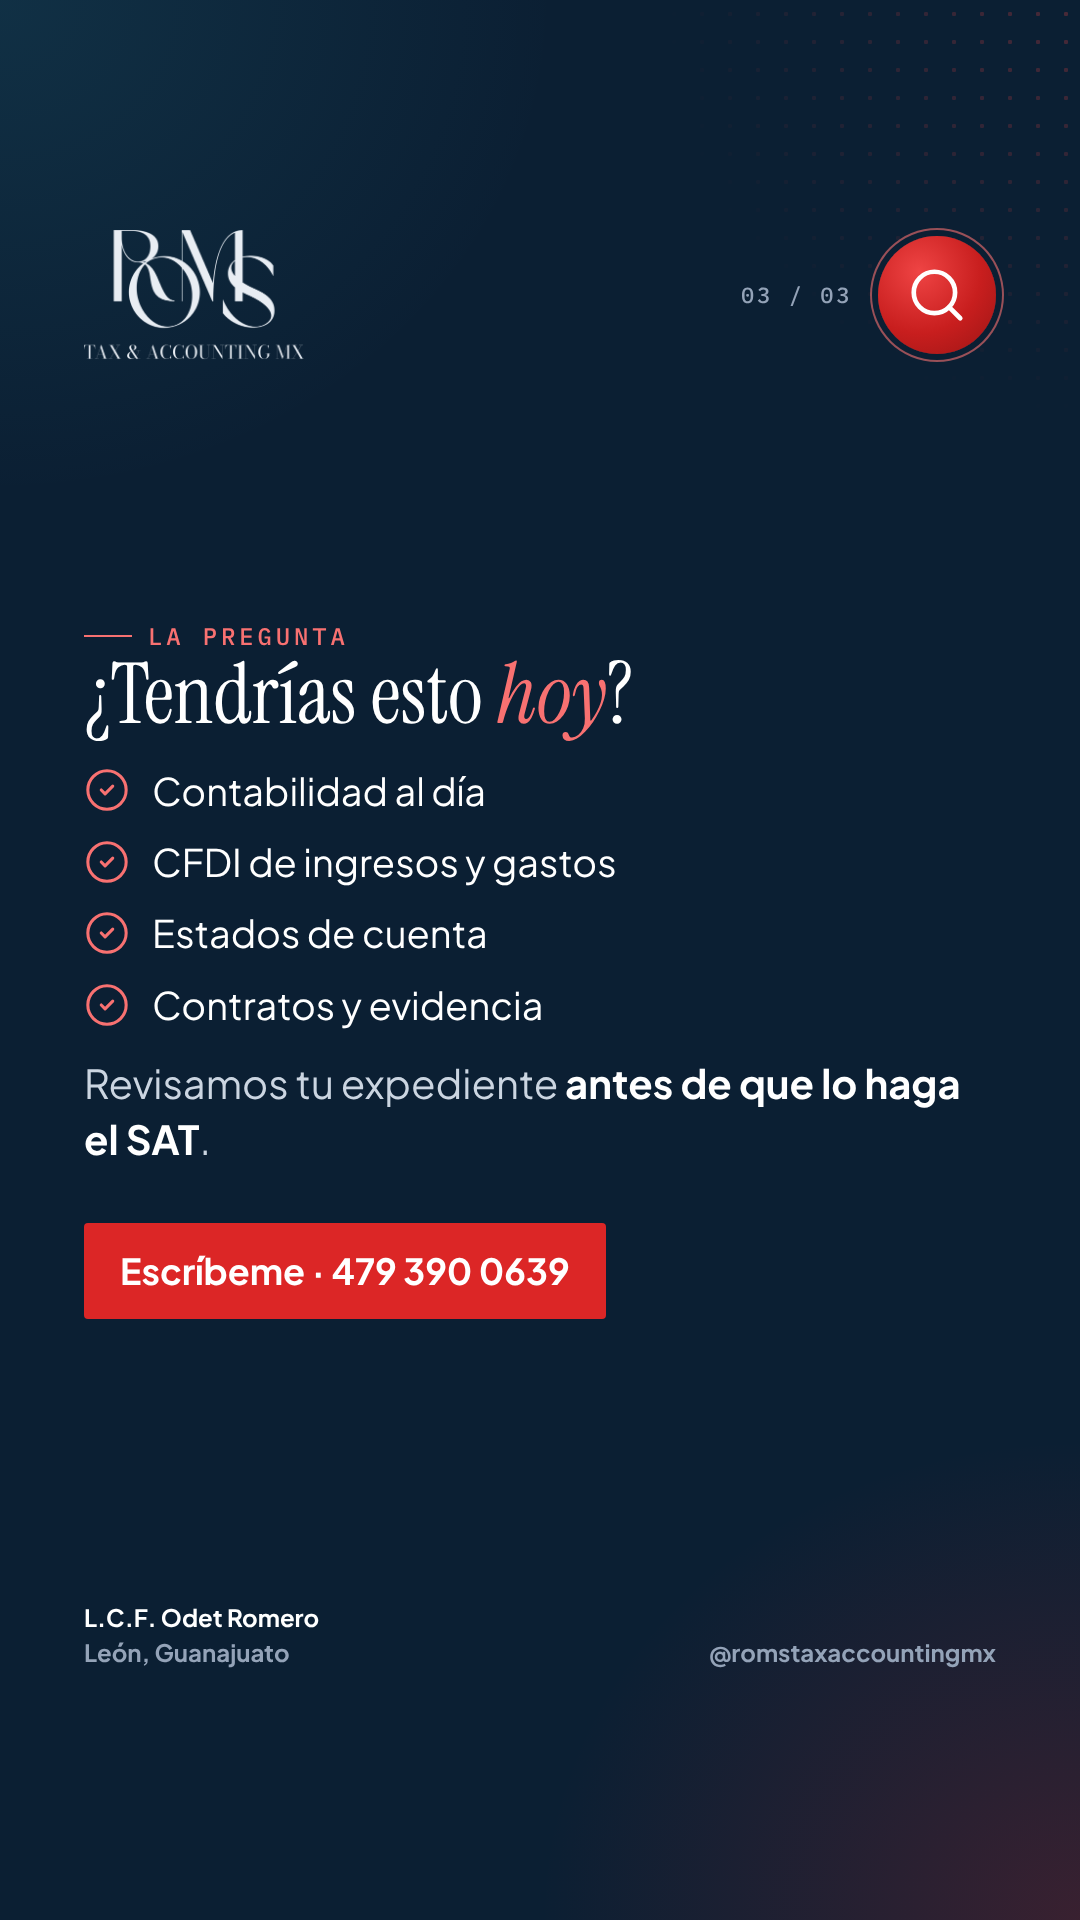 ROMS
TAX & ACCOUNTING MX
03 / 03
LA PREGUNTA
¿Tendrías esto hoy?
Contabilidad al día
CFDI de ingresos y gastos
Estados de cuenta
Contratos y evidencia
Revisamos tu expediente antes de que lo haga
el SAT.
Escríbeme · 479 390 0639
L.C.F. Odet Romero
León, Guanajuato
@romstaxaccountingmx